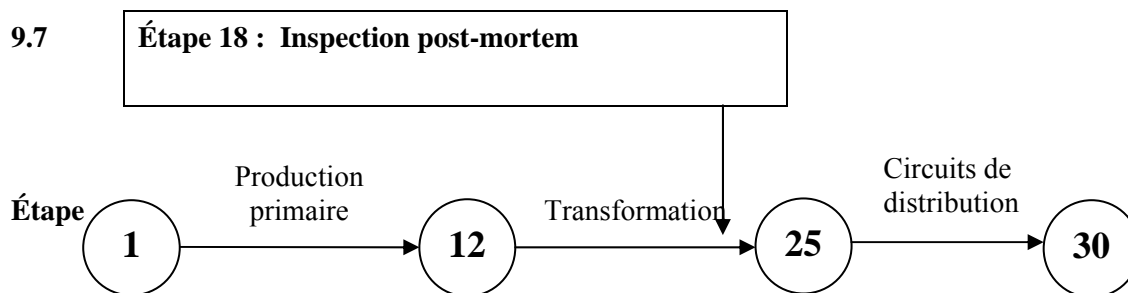 9.7 Étape 18 : Inspection post-mortem
Production
primaire
Transformation
Circuits de
distribution
Étape 1 12 25 30